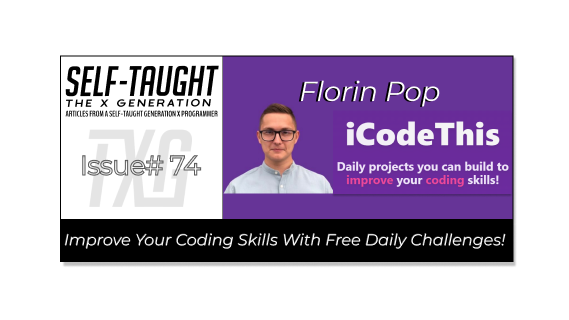 SELF-TAUGHT
THE X GENERATION
ARTICLES FROM A SELF-TAUGHT GENERATION X PROGRAMMER
TXG
Issue# 74
Florin Pop
iCodeThis
Daily projects you can build to
improve your coding skills!
Improve Your Coding Skills With Free Daily Challenges!